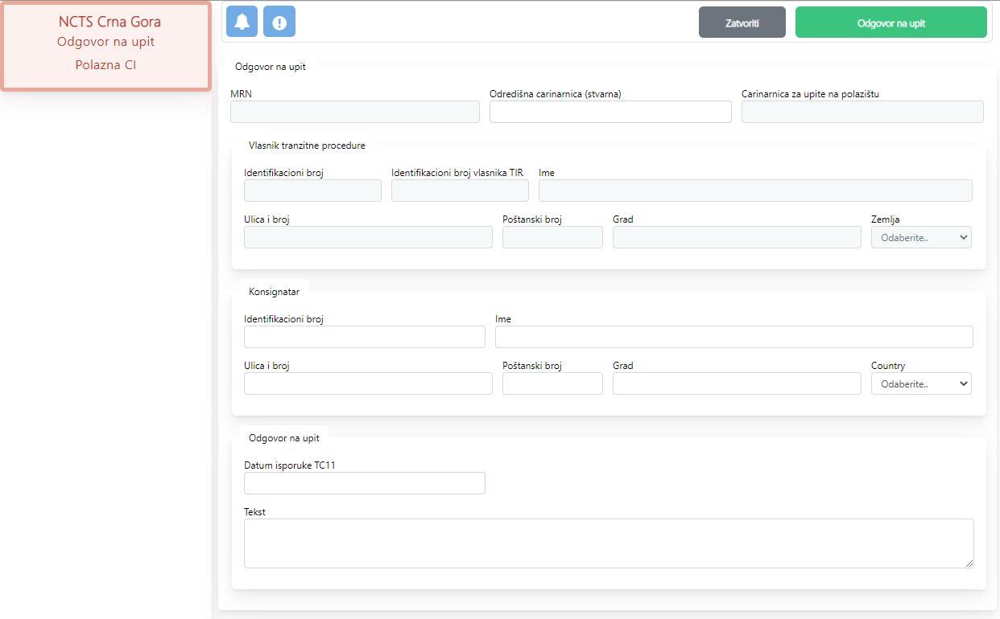 NCTS Crna Gora
Odgovor na upit
Polazna CI
Zatvoriti
Odgovor na upit
Odgovor na upit
MRN
Odredišna carinarnica (stvarna)
Carinarnica za upite na polazištu
Vlasnik tranzitne procedure
Identifikacioni broj
Identifikacioni broj vlasnika TIR
Ime
Ulica i broj
Poštanski broj
Grad
Zemlja
Odaberite..
Konsignatar
Identifikacioni broj
Ime
Ulica i broj
Poštanski broj
Grad
Country
Odaberite..
Odgovor na upit
Datum isporuke TC11
Tekst